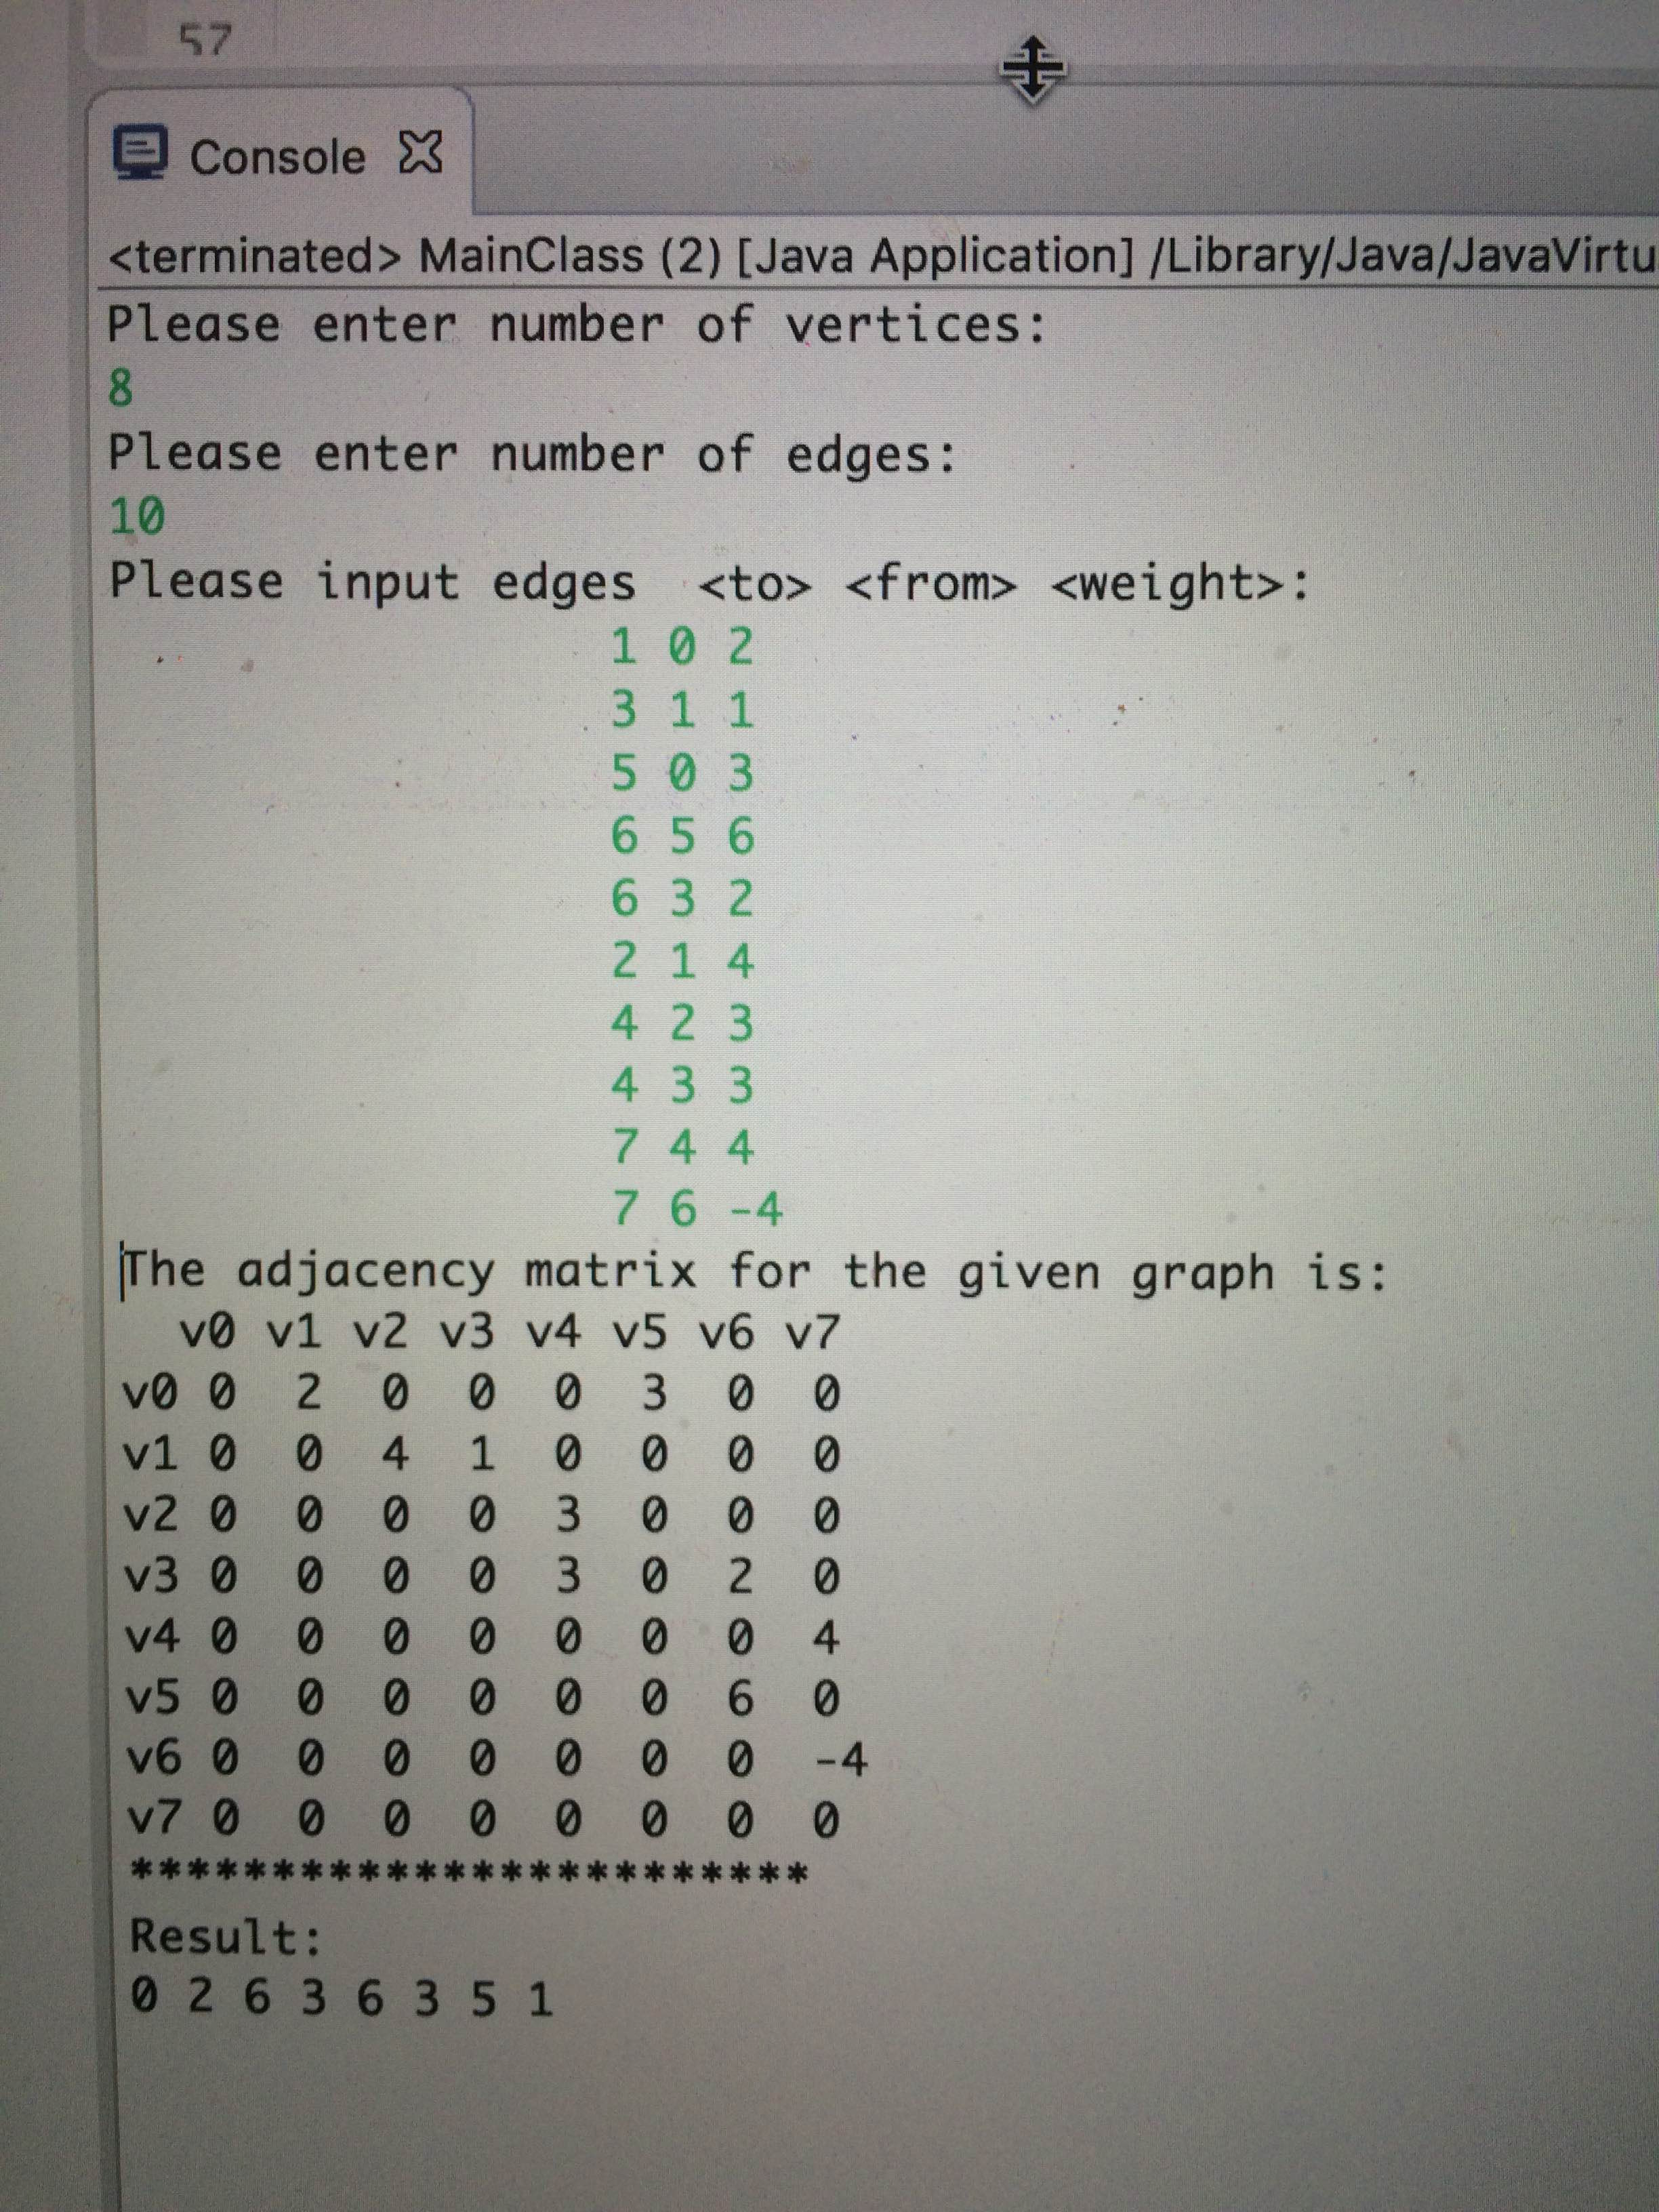 57
Console
<terminated> MainClass (2) [Java Application] /Library/Java/JavaVirtu
Please enter number of vertices:
8
Please enter number of edges:
10
Please input edges  <to> <from> <weight>:
1 0 2
3 1 1
5 0 3
6 5 6
6 3 2
2 1 4
4 2 3
4 3 3
7 4 4
7 6 -4
The adjacency matrix for the given graph is:
v0 v1 v2 v3 v4 v5 v6 v7
v0 0 2 0 0 0 3 0 0
v1 0 0 4 1 0 0 0 0
v2 0 0 0 0 3 0 0 0
v3 0 0 0 0 3 0 2 0
v4 0 0 0 0 0 0 0 4
v5 0 0 0 0 0 0 6 0
v6 0 0 0 0 0 0 0 -4
v7 0 0 0 0 0 0 0 0
************************
Result:
0 2 6 3 6 3 5 1